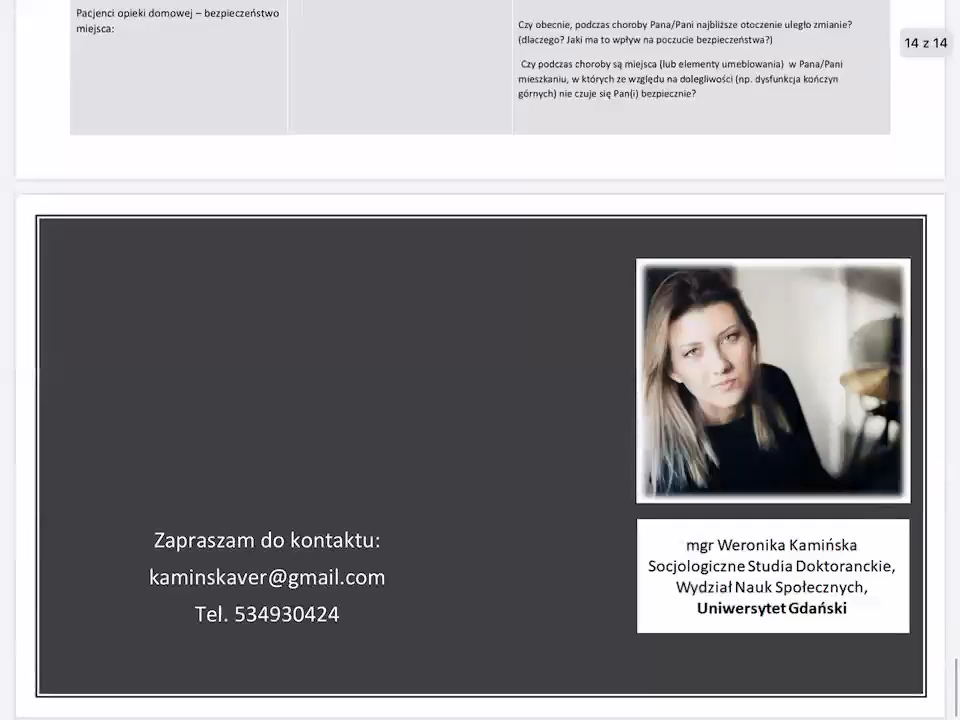 Pacjenci opieki domowej – bezpieczeństwo
miejsca:
Czy obecnie, podczas choroby Pana/Pani najbliższe otoczenie uległo zmianie?
(dlaczego? Jaki ma to wpływ na poczucie bezpieczeństwa?)
Czy podczas choroby są miejsca (lub elementy umeblowania) w Pana/Pani
mieszkaniu, w których ze względu na dolegliwości (np. dysfunkcja kończyn
górnych) nie czuje się Pan(i) bezpiecznie?
14 z 14
Zapraszam do kontaktu:
kaminskaver@gmail.com
Tel. 534930424
mgr Weronika Kamińska
Socjologiczne Studia Doktoranckie,
Wydział Nauk Społecznych,
Uniwersytet Gdański